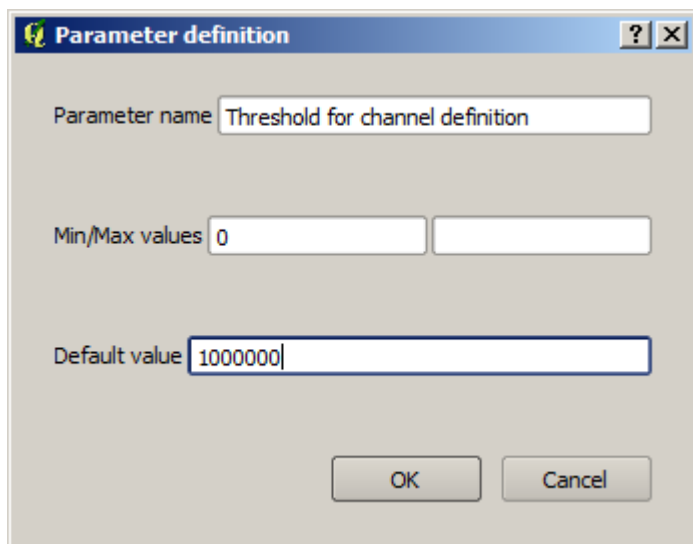 Parameter definition
Parameter name Threshold for channel definition
Min/Max values 0
Default value 1000000
OK Cancel